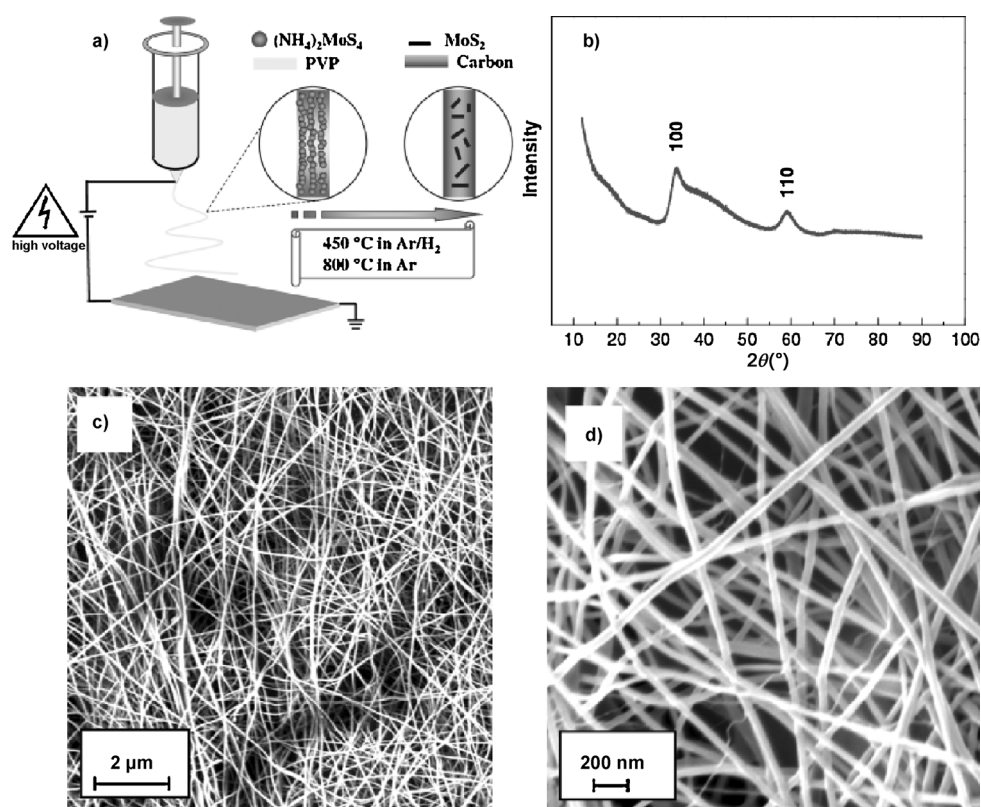 a)
(NH₄)₂MoS₄
PVP
MoS₂
Carbon
high voltage
450 °C in Ar/H₂
800 °C in Ar
b)
Intensity
100
110
10 20 30 40 50 60 70 80 90 100
2θ(°)
c)
2 µm
d)
200 nm